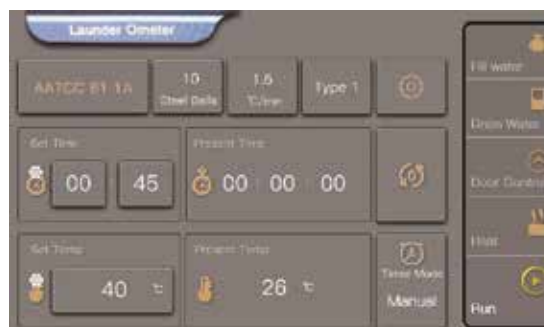 Launder Ometer
AATCC 61 1A
10
Steel Balls
1.5
℃/min
Type 1
Fill water
Drain Water
Set Time
Present Time
00 45
00 : 00 : 00
Door Control
Set Temp
Present Temp
40 ℃
26 ℃
Timer Mode
Manual
Heat
Run